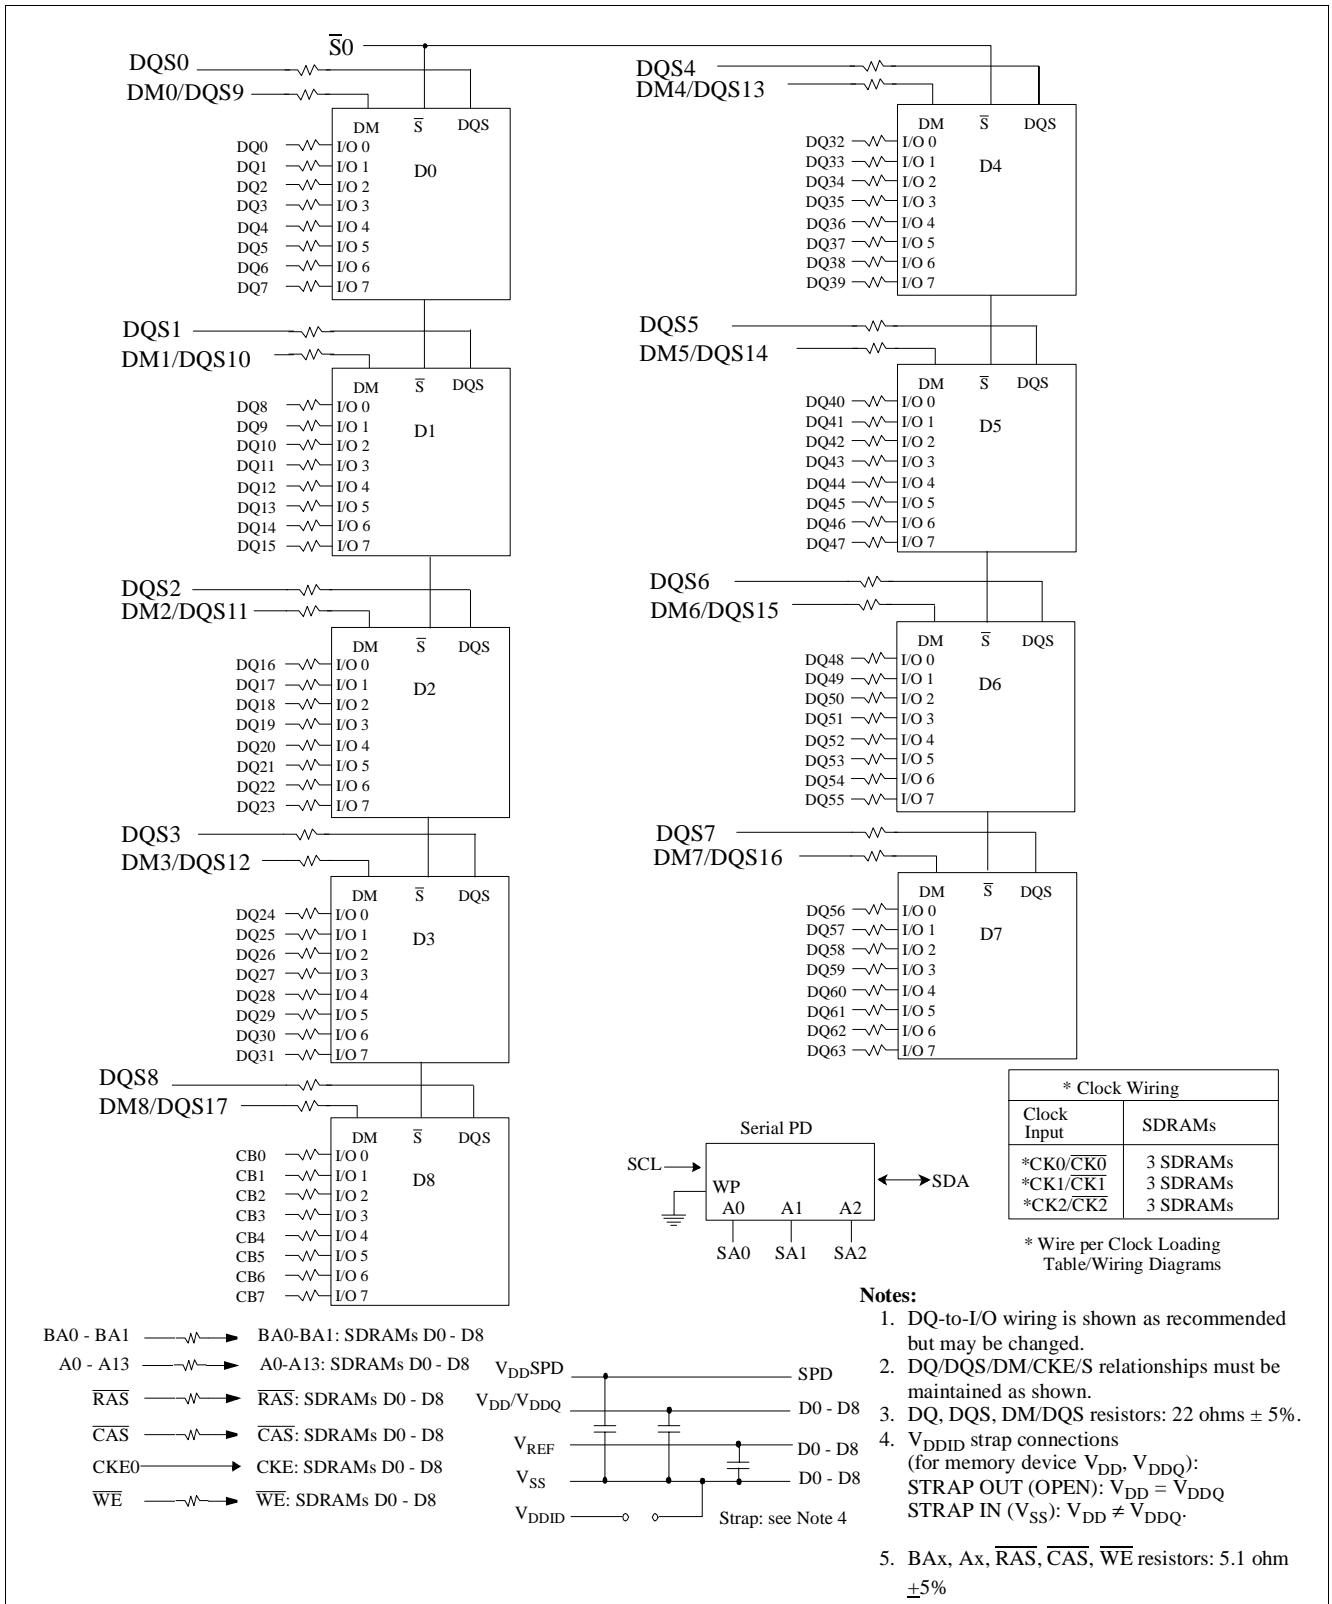 S̅0
DQS0
DM0/DQS9
DM S̅ DQS
D0
DQ0 I/O 0
DQ1 I/O 1
DQ2 I/O 2
DQ3 I/O 3
DQ4 I/O 4
DQ5 I/O 5
DQ6 I/O 6
DQ7 I/O 7
DQS1
DM1/DQS10
DM S̅ DQS
D1
DQ8 I/O 0
DQ9 I/O 1
DQ10 I/O 2
DQ11 I/O 3
DQ12 I/O 4
DQ13 I/O 5
DQ14 I/O 6
DQ15 I/O 7
DQS2
DM2/DQS11
DM S̅ DQS
D2
DQ16 I/O 0
DQ17 I/O 1
DQ18 I/O 2
DQ19 I/O 3
DQ20 I/O 4
DQ21 I/O 5
DQ22 I/O 6
DQ23 I/O 7
DQS3
DM3/DQS12
DM S̅ DQS
D3
DQ24 I/O 0
DQ25 I/O 1
DQ26 I/O 2
DQ27 I/O 3
DQ28 I/O 4
DQ29 I/O 5
DQ30 I/O 6
DQ31 I/O 7
DQS8
DM8/DQS17
DM S̅ DQS
D8
CB0 I/O 0
CB1 I/O 1
CB2 I/O 2
CB3 I/O 3
CB4 I/O 4
CB5 I/O 5
CB6 I/O 6
CB7 I/O 7
DQS4
DM4/DQS13
DM S̅ DQS
D4
DQ32 I/O 0
DQ33 I/O 1
DQ34 I/O 2
DQ35 I/O 3
DQ36 I/O 4
DQ37 I/O 5
DQ38 I/O 6
DQ39 I/O 7
DQS5
DM5/DQS14
DM S̅ DQS
D5
DQ40 I/O 0
DQ41 I/O 1
DQ42 I/O 2
DQ43 I/O 3
DQ44 I/O 4
DQ45 I/O 5
DQ46 I/O 6
DQ47 I/O 7
DQS6
DM6/DQS15
DM S̅ DQS
D6
DQ48 I/O 0
DQ49 I/O 1
DQ50 I/O 2
DQ51 I/O 3
DQ52 I/O 4
DQ53 I/O 5
DQ54 I/O 6
DQ55 I/O 7
DQS7
DM7/DQS16
DM S̅ DQS
D7
DQ56 I/O 0
DQ57 I/O 1
DQ58 I/O 2
DQ59 I/O 3
DQ60 I/O 4
DQ61 I/O 5
DQ62 I/O 6
DQ63 I/O 7
Serial PD
SCL
WP
SDA
A0 A1 A2
SA0 SA1 SA2
* Clock Wiring
Clock Input SDRAMs
*CK0/C̅K̅0̅ 3 SDRAMs
*CK1/C̅K̅1̅ 3 SDRAMs
*CK2/C̅K̅2̅ 3 SDRAMs
* Wire per Clock Loading
Table/Wiring Diagrams
BA0 - BA1 BA0-BA1: SDRAMs D0 - D8
A0 - A13 A0-A13: SDRAMs D0 - D8
R̅A̅S̅ R̅A̅S̅: SDRAMs D0 - D8
C̅A̅S̅ C̅A̅S̅: SDRAMs D0 - D8
CKE0 CKE: SDRAMs D0 - D8
W̅E̅ W̅E̅: SDRAMs D0 - D8
VDDSPD SPD
VDD/VDDQ D0 - D8
VREF D0 - D8
VSS D0 - D8
VDDID Strap: see Note 4
Notes:
1. DQ-to-I/O wiring is shown as recommended
but may be changed.
2. DQ/DQS/DM/CKE/S relationships must be
maintained as shown.
3. DQ, DQS, DM/DQS resistors: 22 ohms ± 5%.
4. VDDID strap connections
(for memory device VDD, VDDQ):
STRAP OUT (OPEN): VDD = VDDQ
STRAP IN (VSS): VDD ≠ VDDQ.
5. BAx, Ax, R̅A̅S̅, C̅A̅S̅, W̅E̅ resistors: 5.1 ohm
±5%